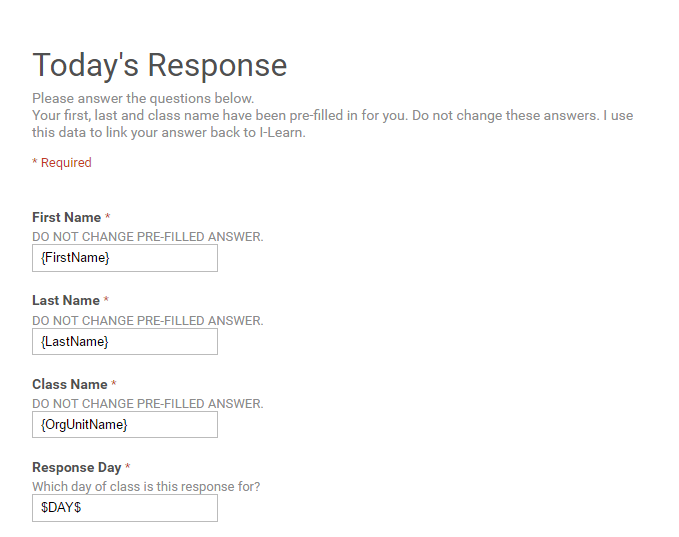 Today's Response
Please answer the questions below.
Your first, last and class name have been pre-filled in for you. Do not change these answers. I use
this data to link your answer back to I-Learn.
* Required
First Name *
DO NOT CHANGE PRE-FILLED ANSWER.
{FirstName}
Last Name *
DO NOT CHANGE PRE-FILLED ANSWER.
{LastName}
Class Name *
DO NOT CHANGE PRE-FILLED ANSWER.
{OrgUnitName}
Response Day *
Which day of class is this response for?
$DAY$